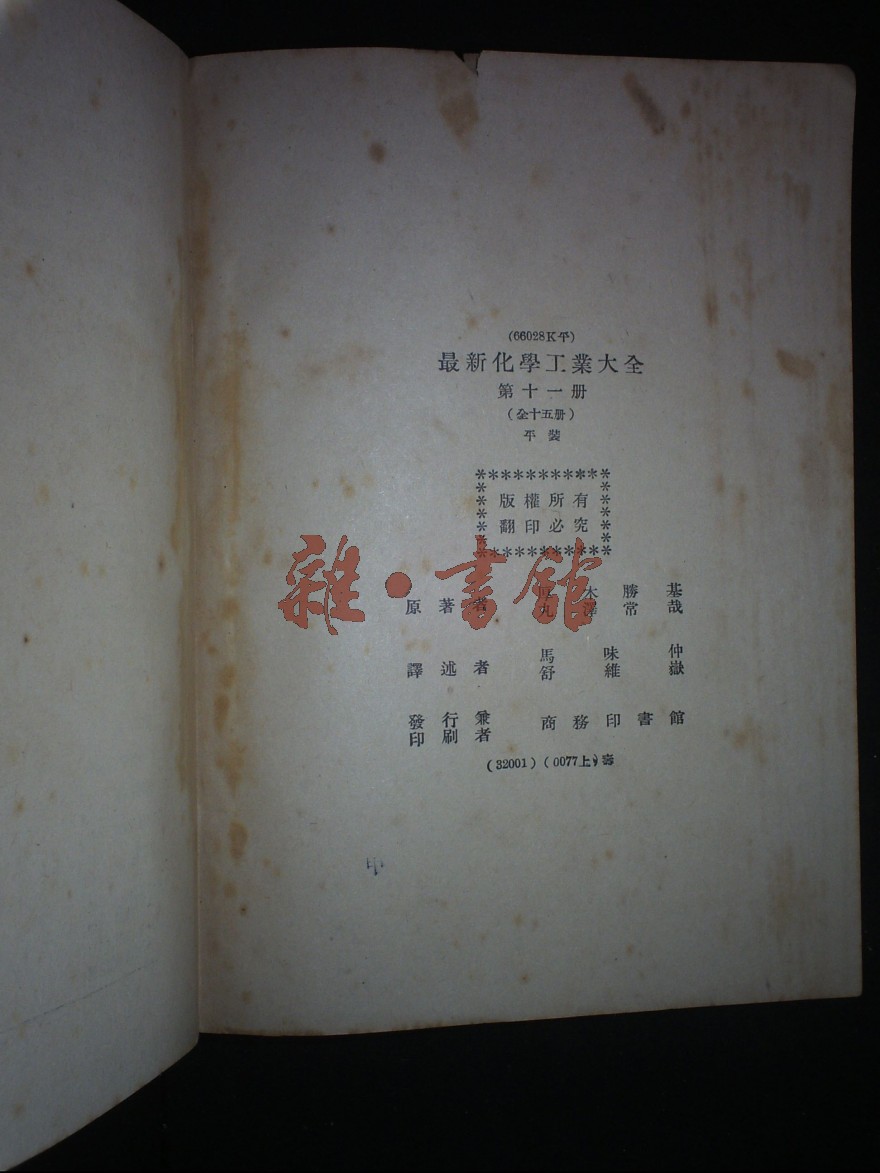 (66028K平)
最新化學工業大全
第十一册
(全十五册)
平裝
版權所有
翻印必究
雜·書館
原著者
木勝基
澤常哉
譯述者
馬味仲
舒維嶽
發行兼
印刷者
商務印書館
(32001)(0077上)壽
印